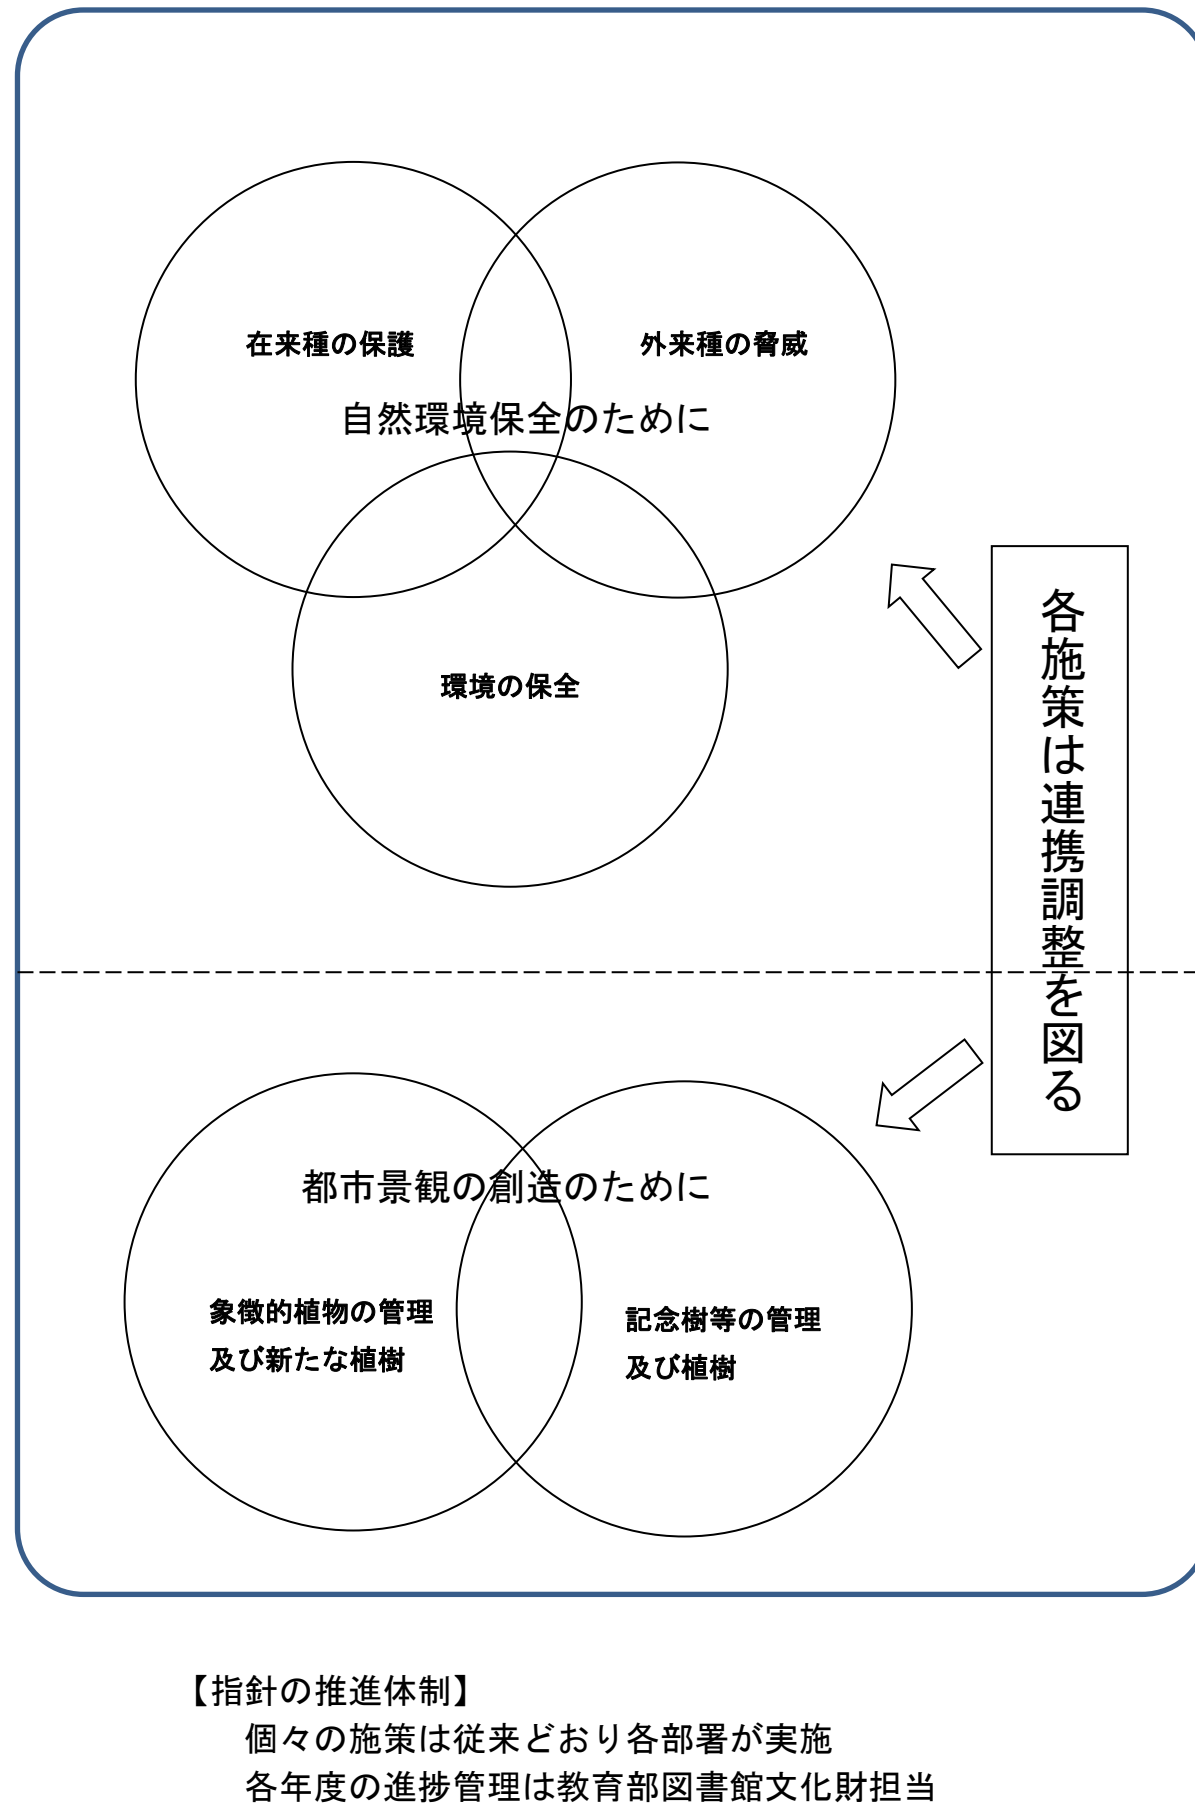 在来種の保護
外来種の脅威
自然環境保全のために
環境の保全
各施策は連携調整を図る
都市景観の創造のために
象徴的植物の管理
及び新たな植樹
記念樹等の管理
及び植樹
【指針の推進体制】
個々の施策は従来どおり各部署が実施
各年度の進捗管理は教育部図書館文化財担当